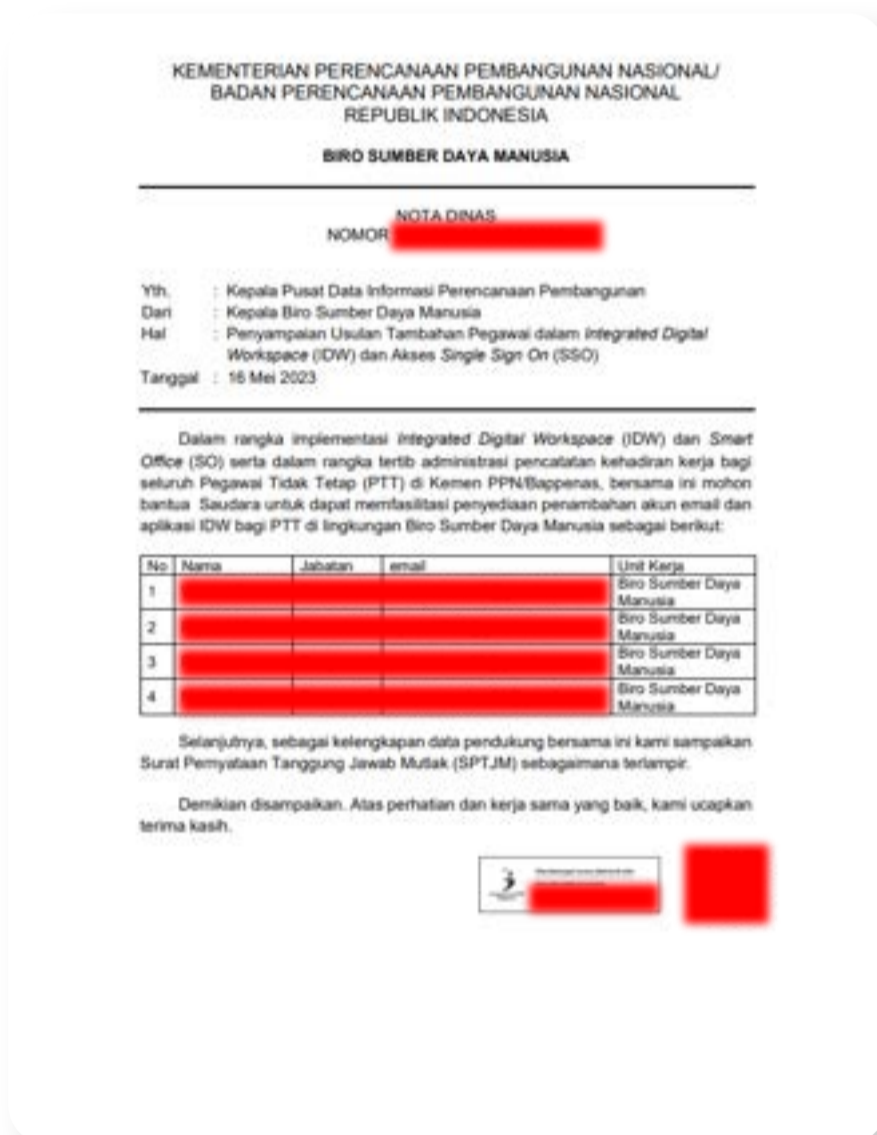 KEMENTERIAN PERENCANAAN PEMBANGUNAN NASIONAL/
BADAN PERENCANAAN PEMBANGUNAN NASIONAL
REPUBLIK INDONESIA
BIRO SUMBER DAYA MANUSIA
NOTA DINAS
NOMOR
Yth. : Kepala Pusat Data Informasi Perencanaan Pembangunan
Dari : Kepala Biro Sumber Daya Manusia
Hal : Penyampaian Usulan Tambahan Pegawai dalam Integrated Digital
Workspace (IDW) dan Akses Single Sign On (SSO)
Tanggal : 16 Mei 2023
Dalam rangka implementasi Integrated Digital Workspace (IDW) dan Smart
Office (SO) serta dalam rangka tertib administrasi pencatatan kehadiran kerja bagi
seluruh Pegawai Tidak Tetap (PTT) di Kemen PPN/Bappenas, bersama ini mohon
bantua Saudara untuk dapat memfasilitasi penyediaan penambahan akun email dan
aplikasi IDW bagi PTT di lingkungan Biro Sumber Daya Manusia sebagai berikut:
No Nama Jabatan email Unit Kerja
1 Biro Sumber Daya
Manusia
2 Biro Sumber Daya
Manusia
3 Biro Sumber Daya
Manusia
4 Biro Sumber Daya
Manusia
Selanjutnya, sebagai kelengkapan data pendukung bersama ini kami sampaikan
Surat Pernyataan Tanggung Jawab Mutlak (SPTJM) sebagaimana terlampir.
Demikian disampaikan. Atas perhatian dan kerja sama yang baik, kami ucapkan
terima kasih.